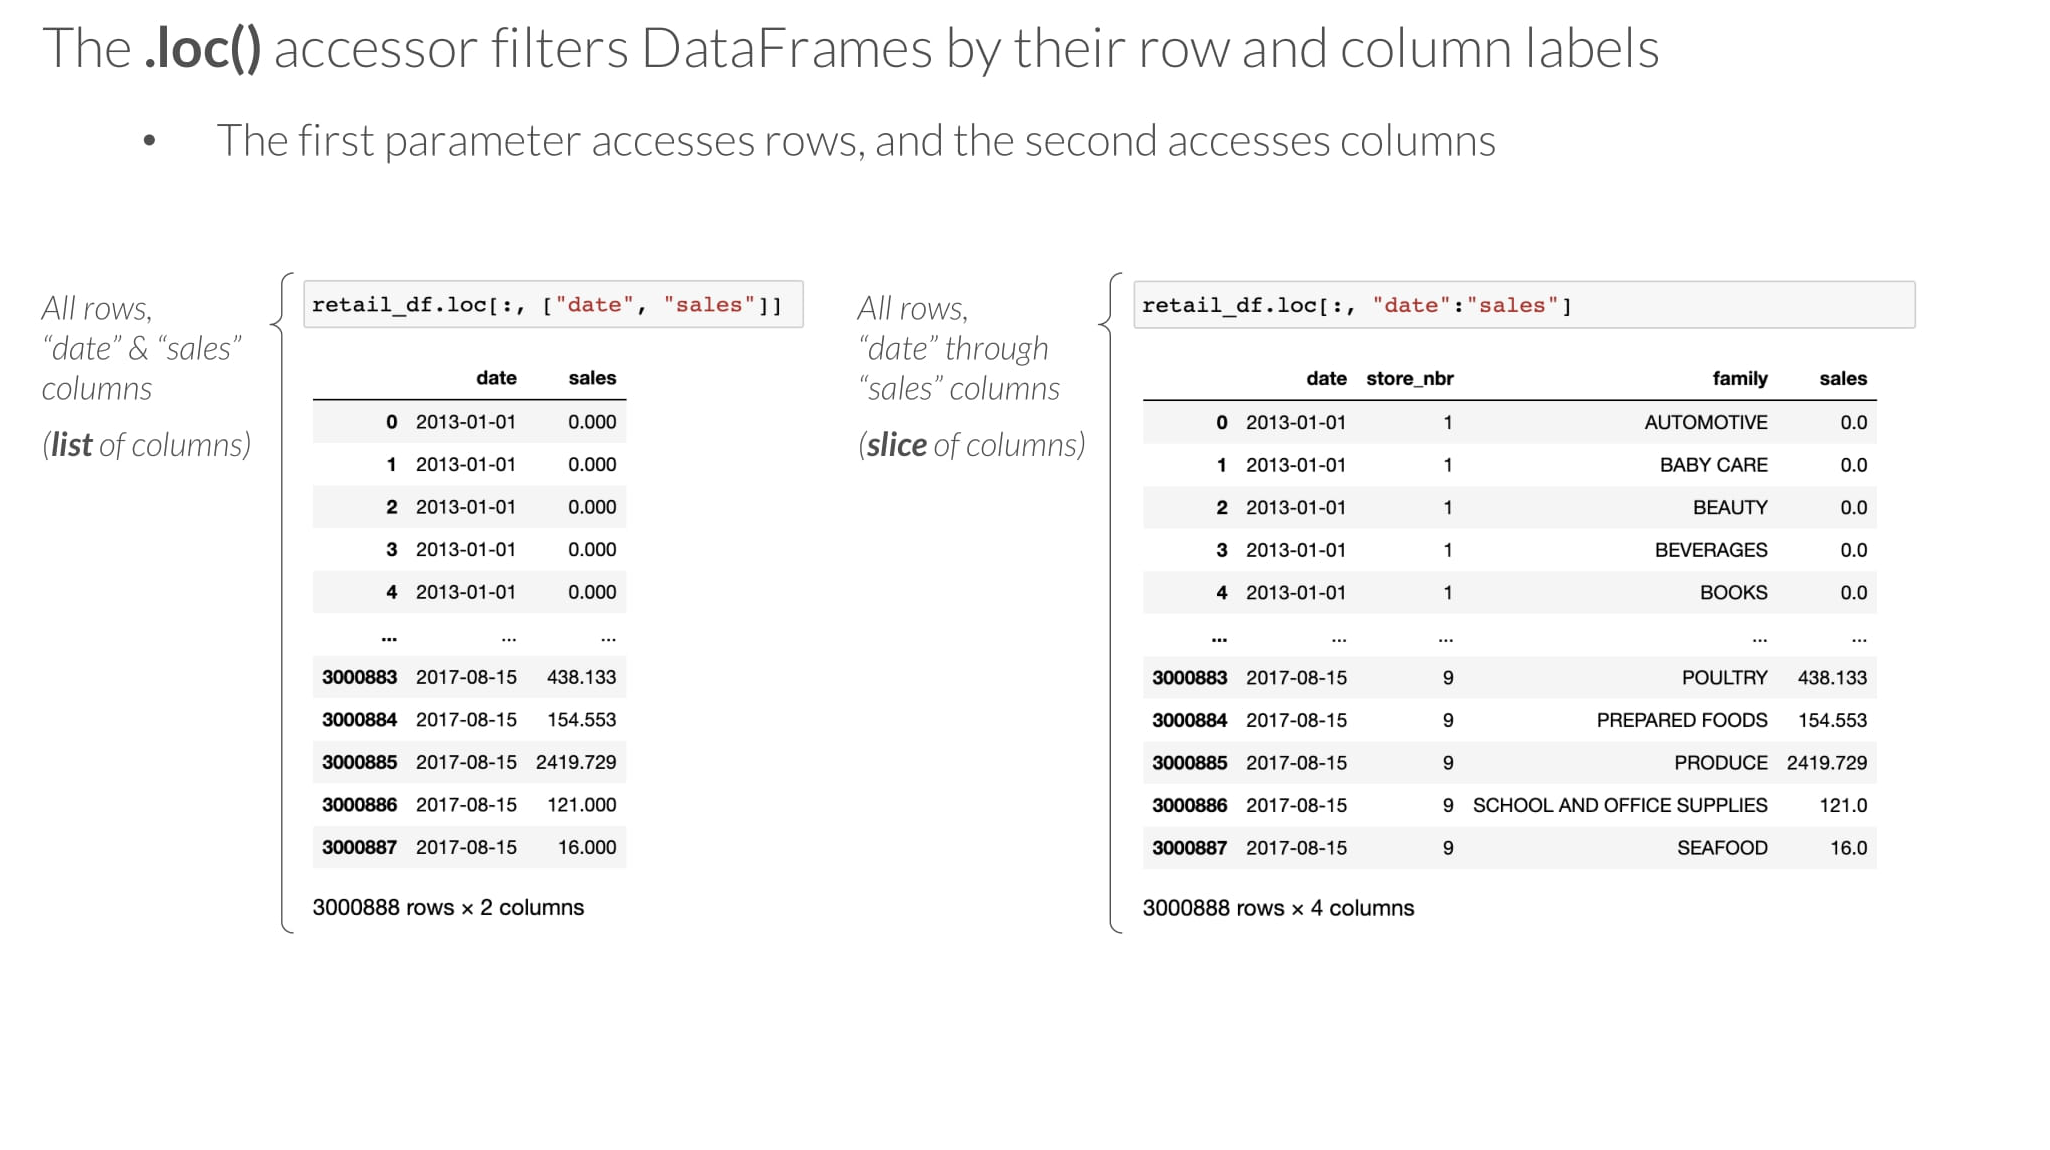 The .loc() accessor filters DataFrames by their row and column labels
• The first parameter accesses rows, and the second accesses columns
All rows,
“date” & “sales”
columns
(list of columns)
retail_df.loc[:, ["date", "sales"]]
date sales
0 2013-01-01 0.000
1 2013-01-01 0.000
2 2013-01-01 0.000
3 2013-01-01 0.000
4 2013-01-01 0.000
... ... ...
3000883 2017-08-15 438.133
3000884 2017-08-15 154.553
3000885 2017-08-15 2419.729
3000886 2017-08-15 121.000
3000887 2017-08-15 16.000
3000888 rows × 2 columns
All rows,
“date” through
“sales” columns
(slice of columns)
retail_df.loc[:, "date":"sales"]
date store_nbr family sales
0 2013-01-01 1 AUTOMOTIVE 0.0
1 2013-01-01 1 BABY CARE 0.0
2 2013-01-01 1 BEAUTY 0.0
3 2013-01-01 1 BEVERAGES 0.0
4 2013-01-01 1 BOOKS 0.0
... ... ... ... ...
3000883 2017-08-15 9 POULTRY 438.133
3000884 2017-08-15 9 PREPARED FOODS 154.553
3000885 2017-08-15 9 PRODUCE 2419.729
3000886 2017-08-15 9 SCHOOL AND OFFICE SUPPLIES 121.0
3000887 2017-08-15 9 SEAFOOD 16.0
3000888 rows × 4 columns